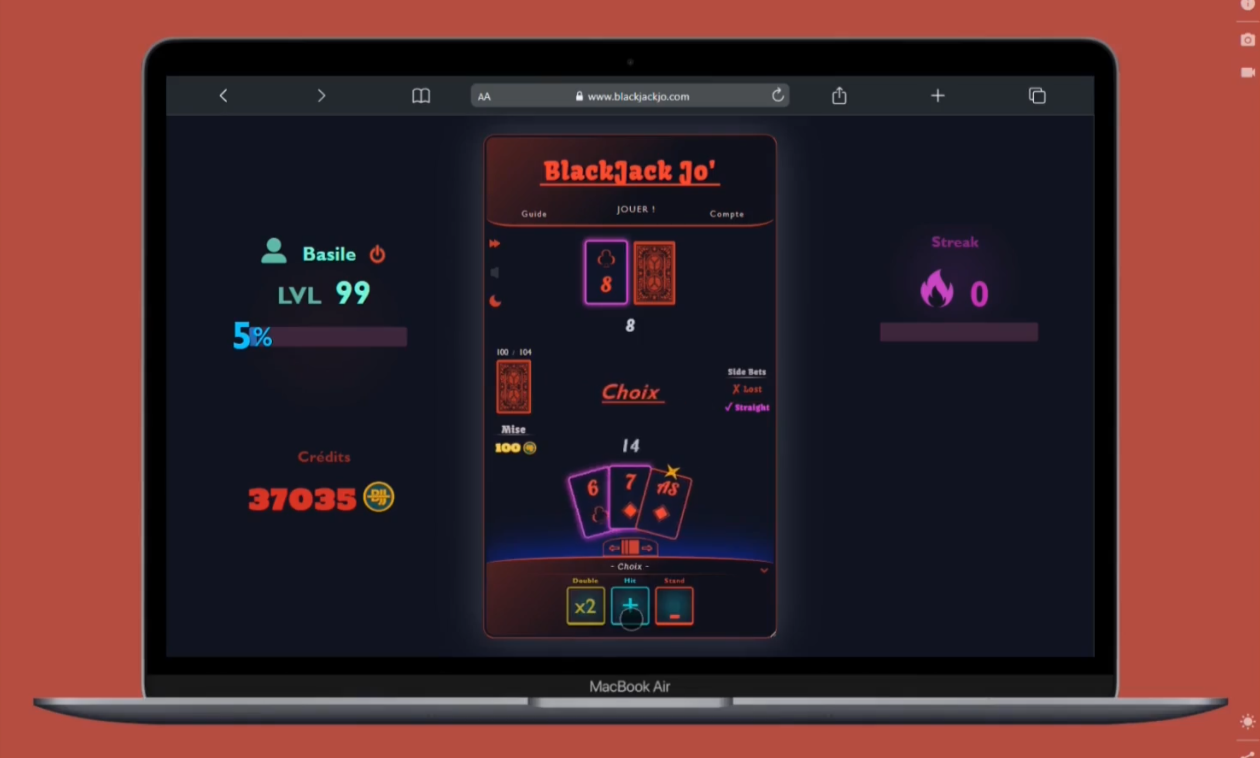 AA
www.blackjackjo.com
BlackJack Jo'
Guide
JOUER !
Compte
Basile
LVL 99
5%
Crédits
37035
8
8
100 / 104
Choix
Side Bets
✗ Lost
✓ Straight
Mise
100
14
6
7
AS
- Choix -
Double
Hit
Stand
x2
+
-
Streak
0
MacBook Air